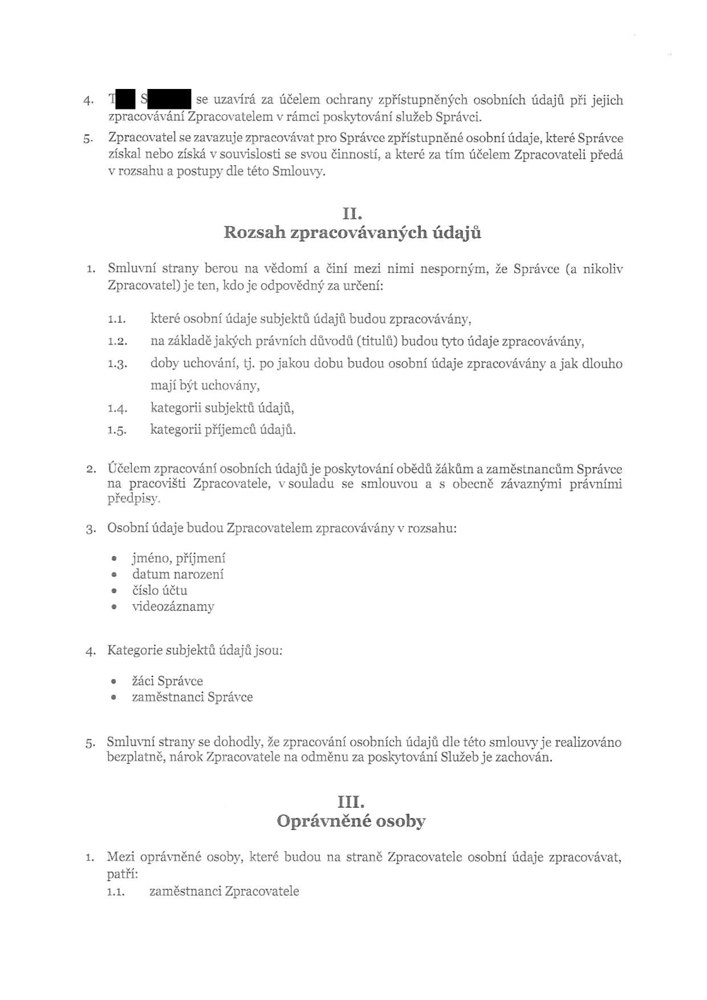 4. T S se uzavírá za účelem ochrany zpřístupněných osobních údajů při jejich
zpracovávání Zpracovatelem v rámci poskytování služeb Správci.
5. Zpracovatel se zavazuje zpracovávat pro Správce zpřístupněné osobní údaje, které Správce
získal nebo získá v souvislosti se svou činností, a které za tím účelem Zpracovateli předá
v rozsahu a postupy dle této Smlouvy.
II.
Rozsah zpracovávaných údajů
1. Smluvní strany berou na vědomí a činí mezi nimi nesporným, že Správce (a nikoliv
Zpracovatel) je ten, kdo je odpovědný za určení:
1.1. které osobní údaje subjektů údajů budou zpracovávány,
1.2. na základě jakých právních důvodů (titulů) budou tyto údaje zpracovávány,
1.3. doby uchování, tj. po jakou dobu budou osobní údaje zpracovávány a jak dlouho
mají být uchovány,
1.4. kategorii subjektů údajů,
1.5. kategorii příjemců údajů.
2. Účelem zpracování osobních údajů je poskytování obědů žákům a zaměstnancům Správce
na pracovišti Zpracovatele, v souladu se smlouvou a s obecně závaznými právními
předpisy.
3. Osobní údaje budou Zpracovatelem zpracovávány v rozsahu:
• jméno, příjmení
• datum narození
• číslo účtu
• videozáznamy
4. Kategorie subjektů údajů jsou:
• žáci Správce
• zaměstnanci Správce
5. Smluvní strany se dohodly, že zpracování osobních údajů dle této smlouvy je realizováno
bezplatně, nárok Zpracovatele na odměnu za poskytování Služeb je zachován.
III.
Oprávněné osoby
1. Mezi oprávněné osoby, které budou na straně Zpracovatele osobní údaje zpracovávat,
patří:
1.1. zaměstnanci Zpracovatele